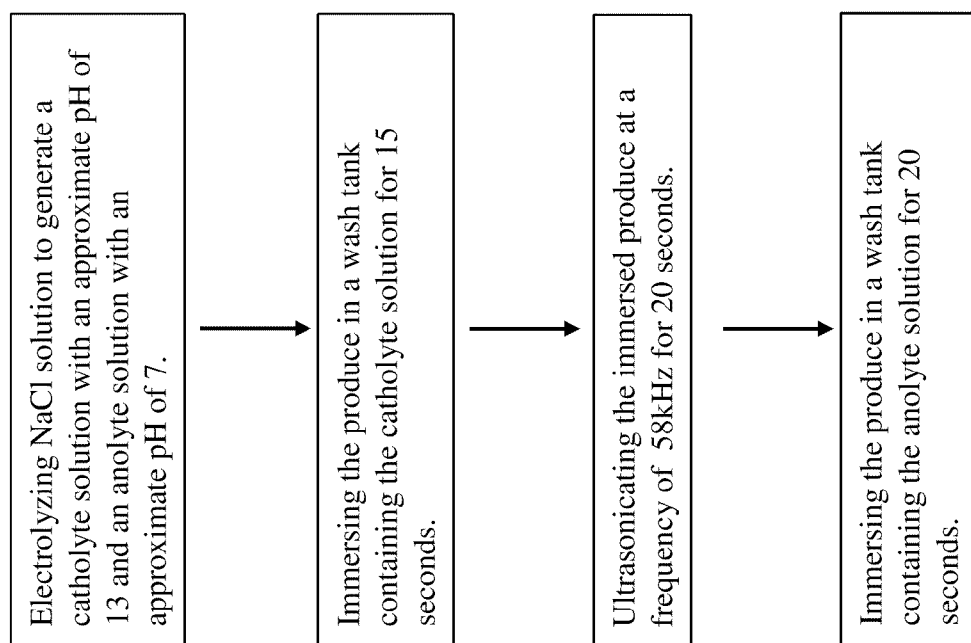 Electrolyzing NaCl solution to generate a
catholyte solution with an approximate pH of
13 and an anolyte solution with an
approximate pH of 7.
Immersing the produce in a wash tank
containing the catholyte solution for 15
seconds.
Ultrasonicating the immersed produce at a
frequency of 58kHz for 20 seconds.
Immersing the produce in a wash tank
containing the anolyte solution for 20
seconds.